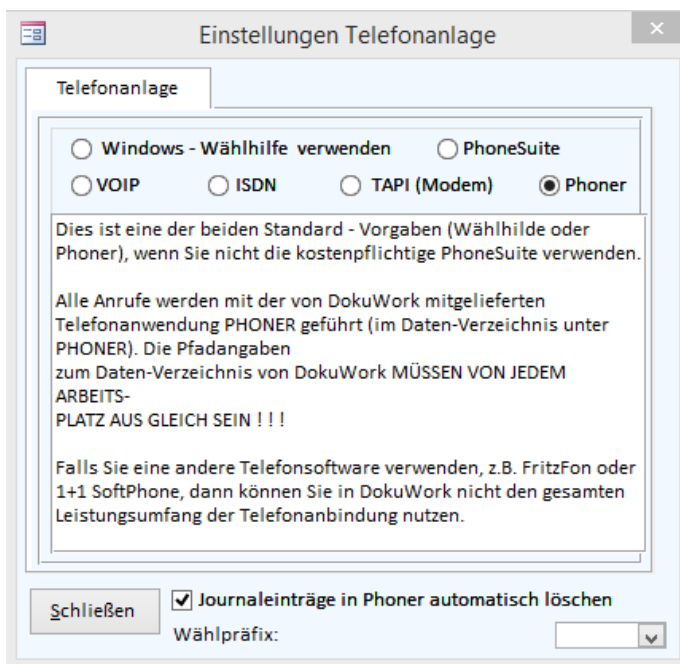 Einstellungen Telefonanlage
Telefonanlage
Windows - Wählhilfe verwenden PhoneSuite
VOIP ISDN TAPI (Modem) Phoner
Dies ist eine der beiden Standard - Vorgaben (Wählhilde oder
Phoner), wenn Sie nicht die kostenpflichtige PhoneSuite verwenden.
Alle Anrufe werden mit der von DokuWork mitgelieferten
Telefonanwendung PHONER geführt (im Daten-Verzeichnis unter
PHONER). Die Pfadangaben
zum Daten-Verzeichnis von DokuWork MÜSSEN VON JEDEM
ARBEITS-
PLATZ AUS GLEICH SEIN ! ! !
Falls Sie eine andere Telefonsoftware verwenden, z.B. FritzFon oder
1+1 SoftPhone, dann können Sie in DokuWork nicht den gesamten
Leistungsumfang der Telefonanbindung nutzen.
Schließen
Journaleinträge in Phoner automatisch löschen
Wählpräfix: